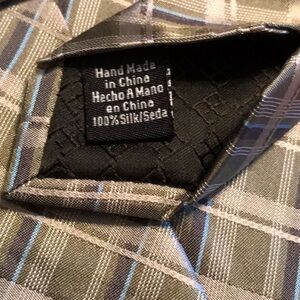 Hand Made
in China
Hecho A Mano
en China
100% Silk/Seda